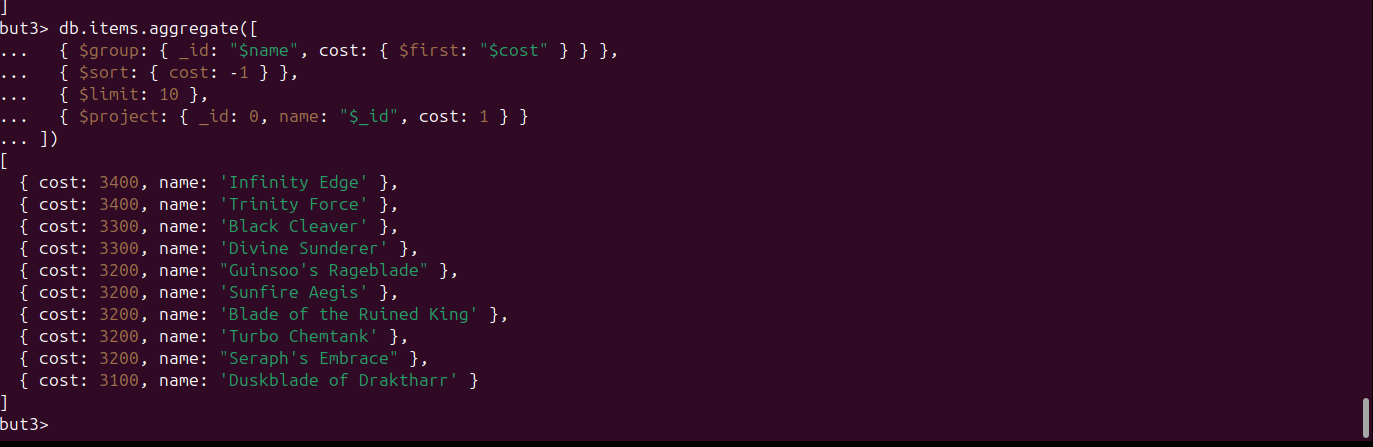 ]
but3> db.items.aggregate([
...   { $group: { _id: "$name", cost: { $first: "$cost" } } },
...   { $sort: { cost: -1 } },
...   { $limit: 10 },
...   { $project: { _id: 0, name: "$_id", cost: 1 } }
... ])
[
  { cost: 3400, name: 'Infinity Edge' },
  { cost: 3400, name: 'Trinity Force' },
  { cost: 3300, name: 'Black Cleaver' },
  { cost: 3300, name: 'Divine Sunderer' },
  { cost: 3200, name: "Guinsoo's Rageblade" },
  { cost: 3200, name: 'Sunfire Aegis' },
  { cost: 3200, name: 'Blade of the Ruined King' },
  { cost: 3200, name: 'Turbo Chemtank' },
  { cost: 3200, name: "Seraph's Embrace" },
  { cost: 3100, name: 'Duskblade of Draktharr' }
]
but3>